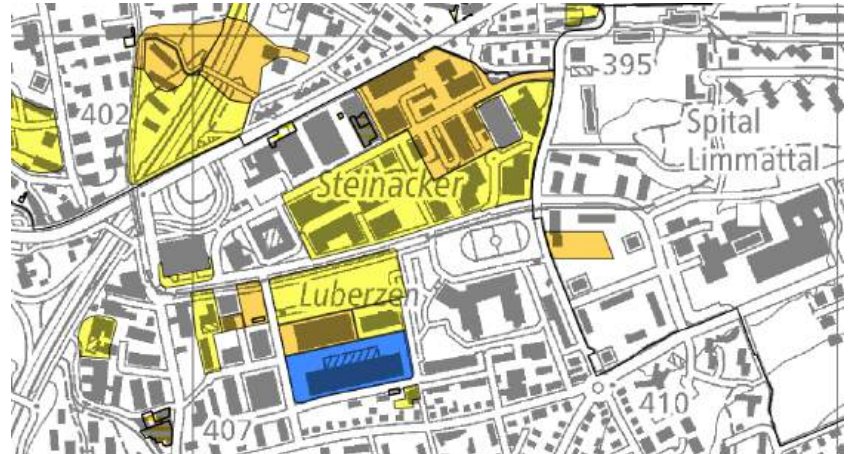 395
402
Spital
Limmattal
Steinacker
Luberzen
407
410